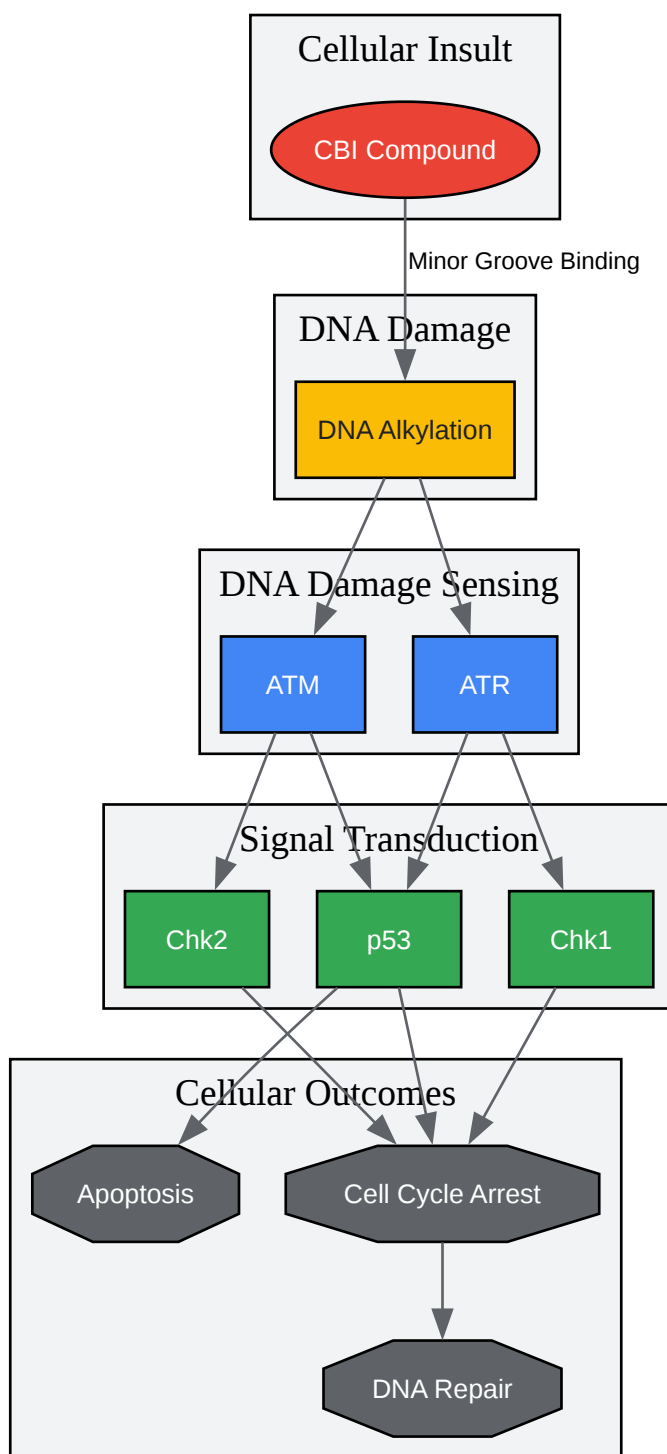 Cellular Insult
CBI Compound
Minor Groove Binding
DNA Damage
DNA Alkylation
DNA Damage Sensing
ATM
ATR
Signal Transduction
Chk2
p53
Chk1
Cellular Outcomes
Apoptosis
Cell Cycle Arrest
DNA Repair